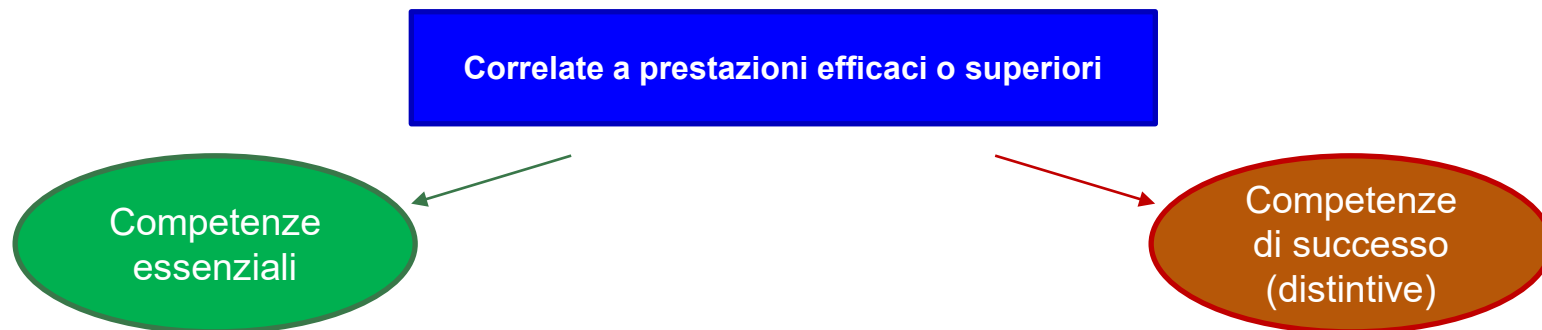 Correlate a prestazioni efficaci o superiori
Competenze
essenziali
Competenze
di successo
(distintive)